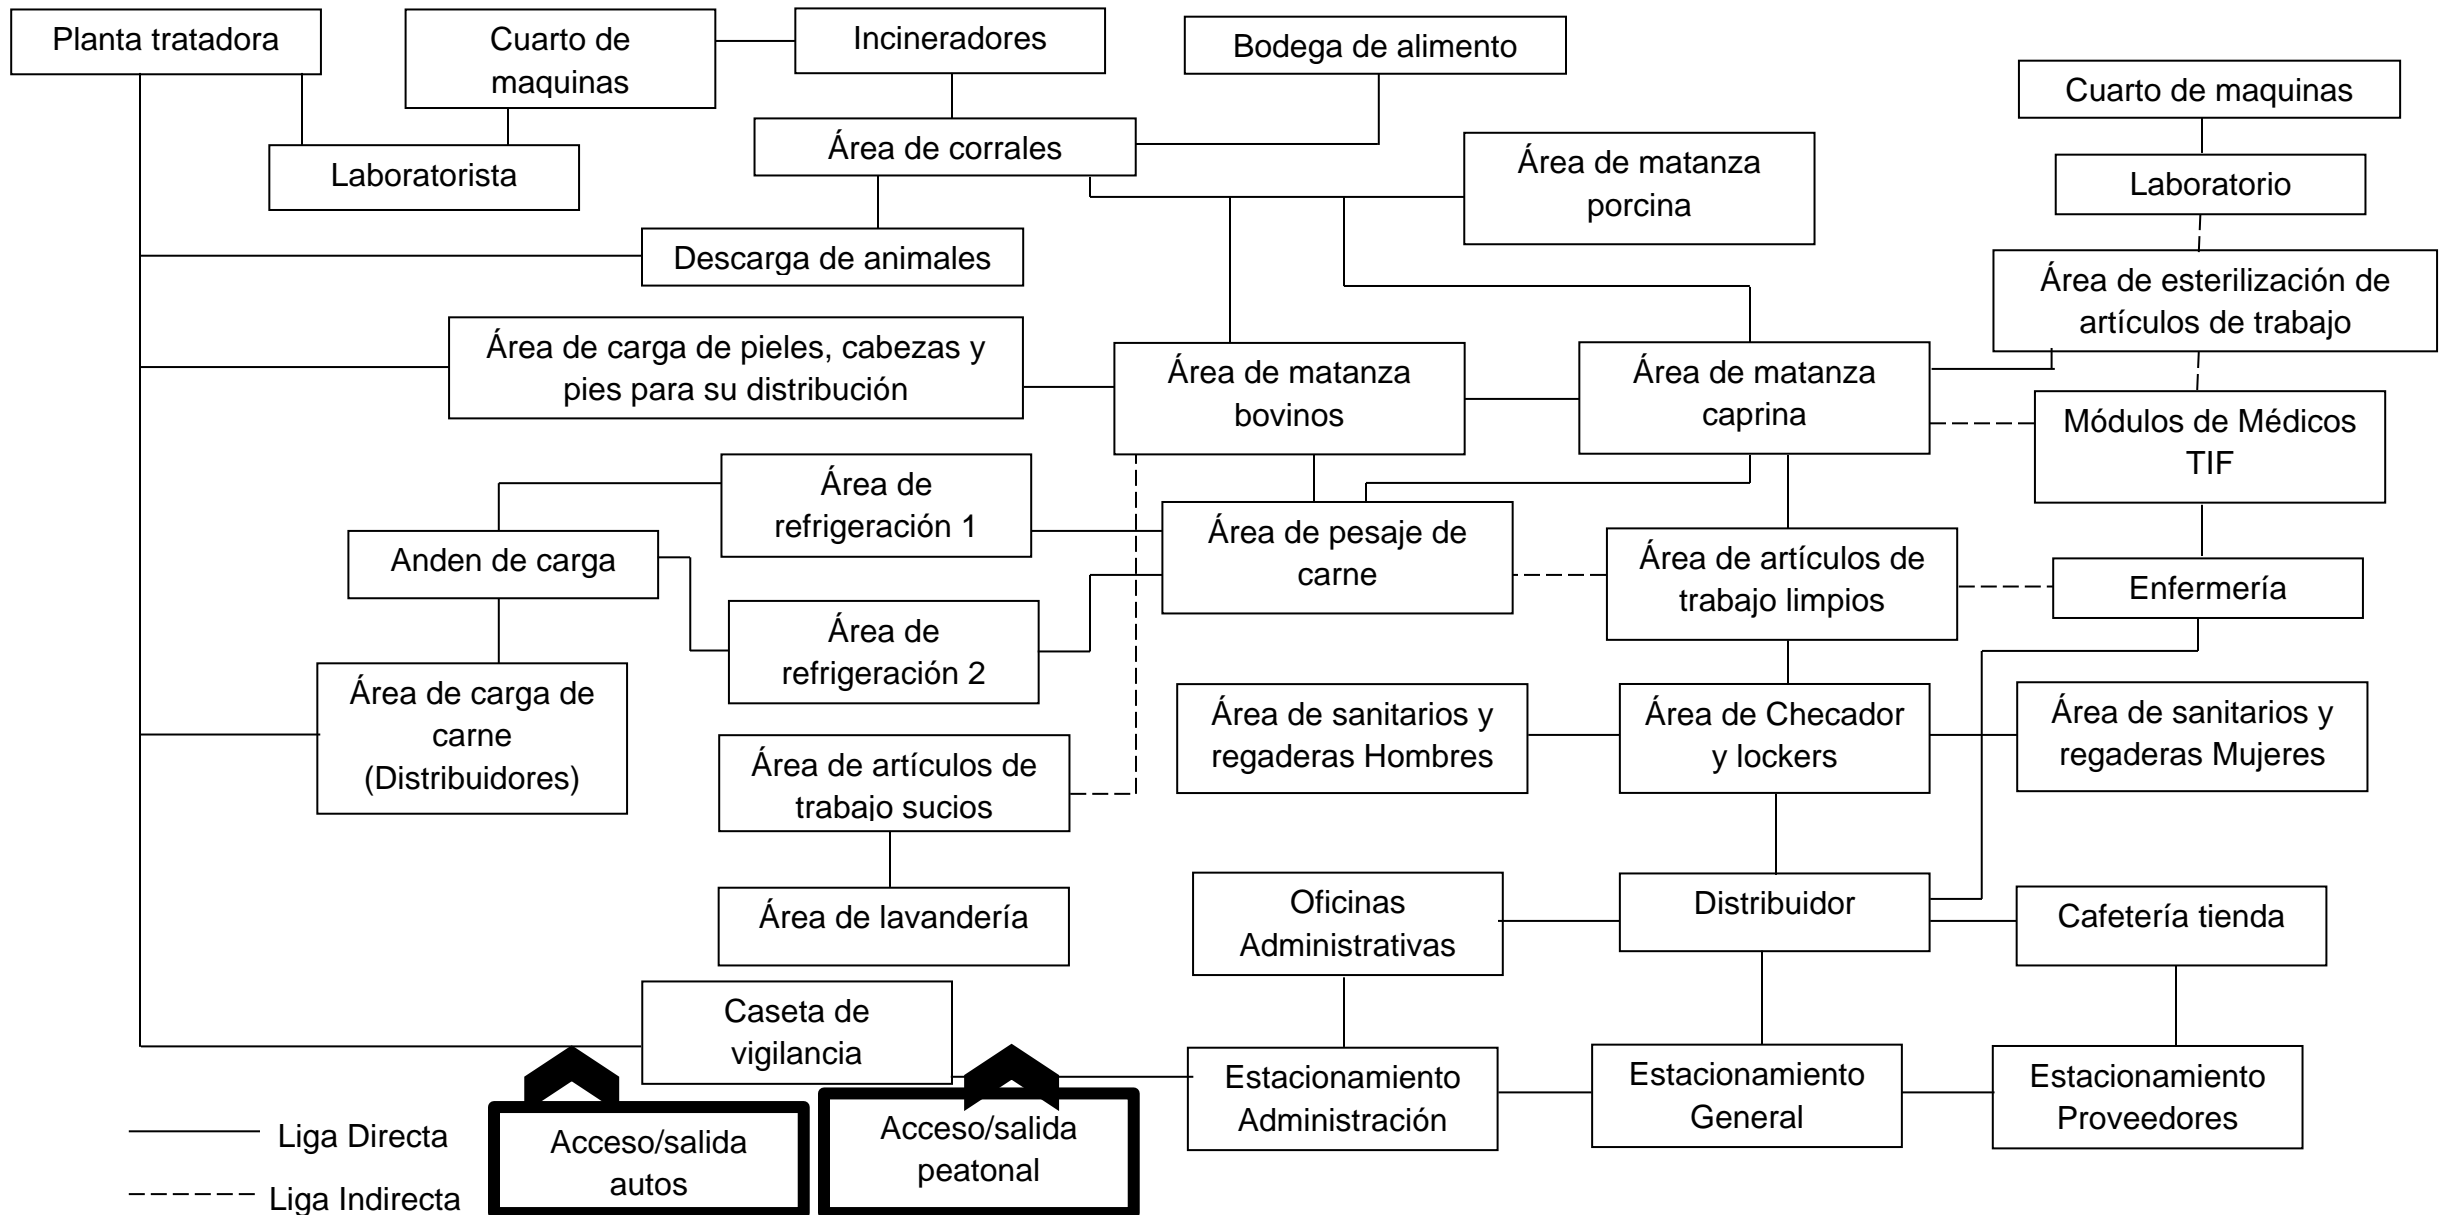 Planta tratadora
Cuarto de
maquinas
Incineradores
Bodega de alimento
Cuarto de maquinas
Laboratorista
Área de corrales
Área de matanza
porcina
Laboratorio
Descarga de animales
Área de esterilización de
artículos de trabajo
Área de carga de pieles, cabezas y
pies para su distribución
Área de matanza
bovinos
Área de matanza
caprina
Módulos de Médicos
TIF
Área de
refrigeración 1
Anden de carga
Área de pesaje de
carne
Área de artículos de
trabajo limpios
Enfermería
Área de
refrigeración 2
Área de carga de
carne
(Distribuidores)
Área de sanitarios y
regaderas Hombres
Área de Checador
y lockers
Área de sanitarios y
regaderas Mujeres
Área de artículos de
trabajo sucios
Área de lavandería
Oficinas
Administrativas
Distribuidor
Cafetería tienda
Caseta de
vigilancia
Estacionamiento
Administración
Estacionamiento
General
Estacionamiento
Proveedores
Liga Directa
Liga Indirecta
Acceso/salida
autos
Acceso/salida
peatonal